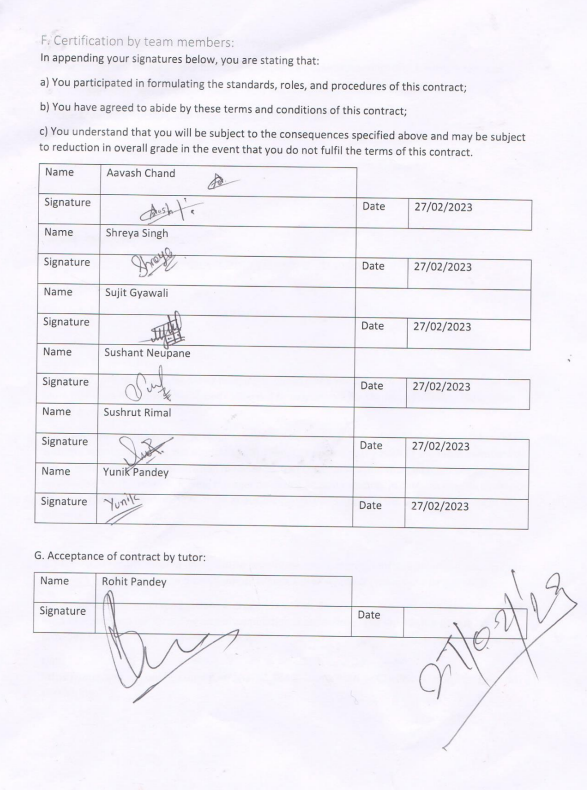 F. Certification by team members:
In appending your signatures below, you are stating that:
a) You participated in formulating the standards, roles, and procedures of this contract;
b) You have agreed to abide by these terms and conditions of this contract;
c) You understand that you will be subject to the consequences specified above and may be subject
to reduction in overall grade in the event that you do not fulfil the terms of this contract.
Name Aavash Chand
Signature Date 27/02/2023
Name Shreya Singh
Signature Shreya Date 27/02/2023
Name Sujit Gyawali
Signature Date 27/02/2023
Name Sushant Neupane
Signature Date 27/02/2023
Name Sushrut Rimal
Signature Date 27/02/2023
Name Yunik Pandey
Signature Yunik Date 27/02/2023
G. Acceptance of contract by tutor:
Name Rohit Pandey
Signature Date 27/02/23